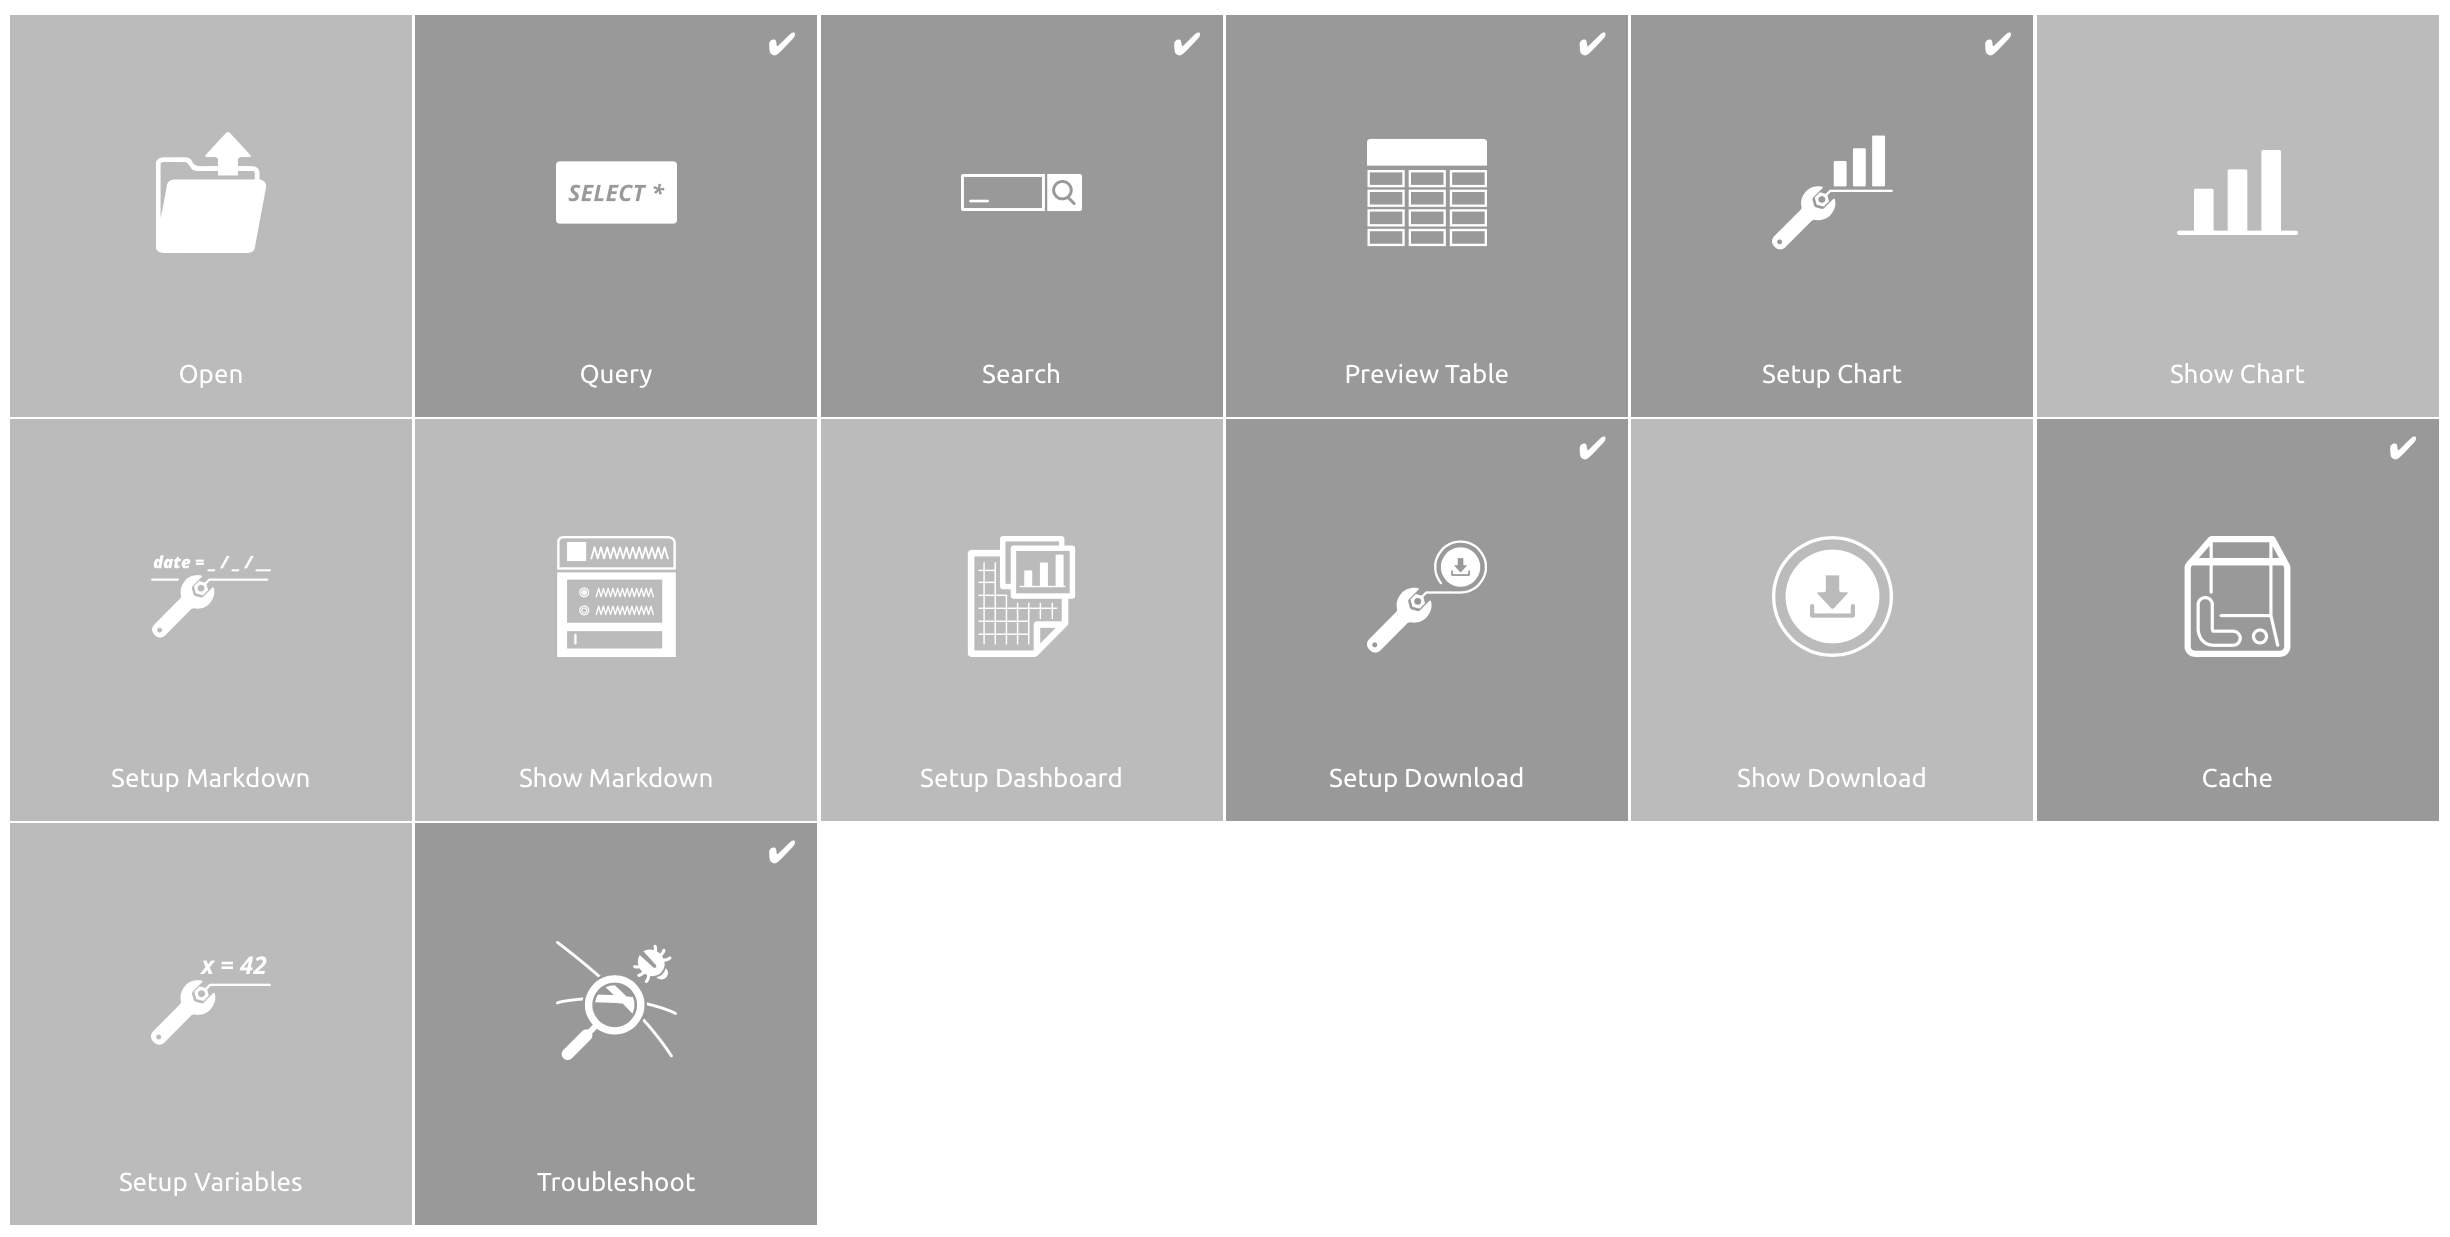 SELECT *
Open
Query
Search
Preview Table
Setup Chart
Show Chart
date = _ / _ / __
Setup Markdown
Show Markdown
Setup Dashboard
Setup Download
Show Download
Cache
x = 42
Setup Variables
Troubleshoot